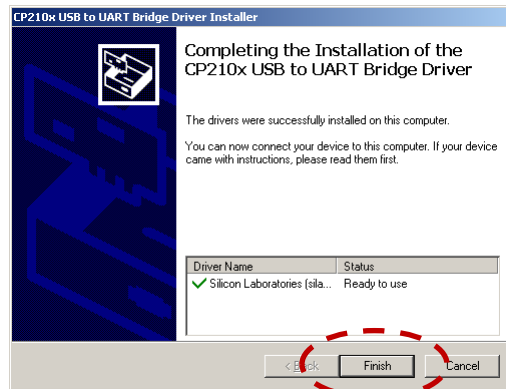 CP210x USB to UART Bridge Driver Installer
Completing the Installation of the
CP210x USB to UART Bridge Driver
The drivers were successfully installed on this computer.
You can now connect your device to this computer. If your device
came with instructions, please read them first.
Driver Name Status
Silicon Laboratories (sila... Ready to use
< Back Finish Cancel